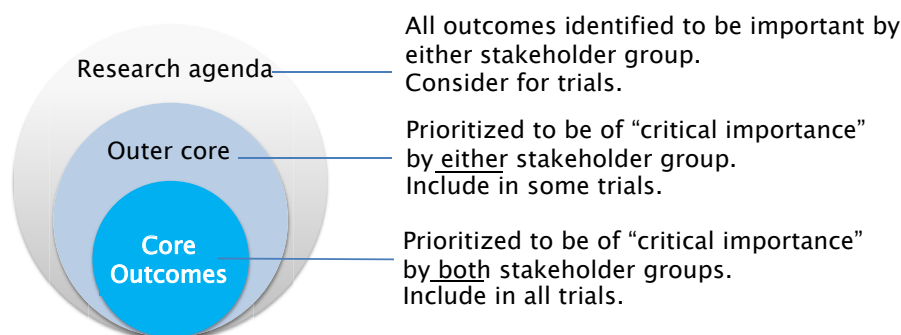 All outcomes identified to be important by
either stakeholder group.
Consider for trials.
Research agenda
Prioritized to be of “critical importance”
by either stakeholder group.
Include in some trials.
Outer core
Prioritized to be of “critical importance”
by both stakeholder groups.
Include in all trials.
Core
Outcomes